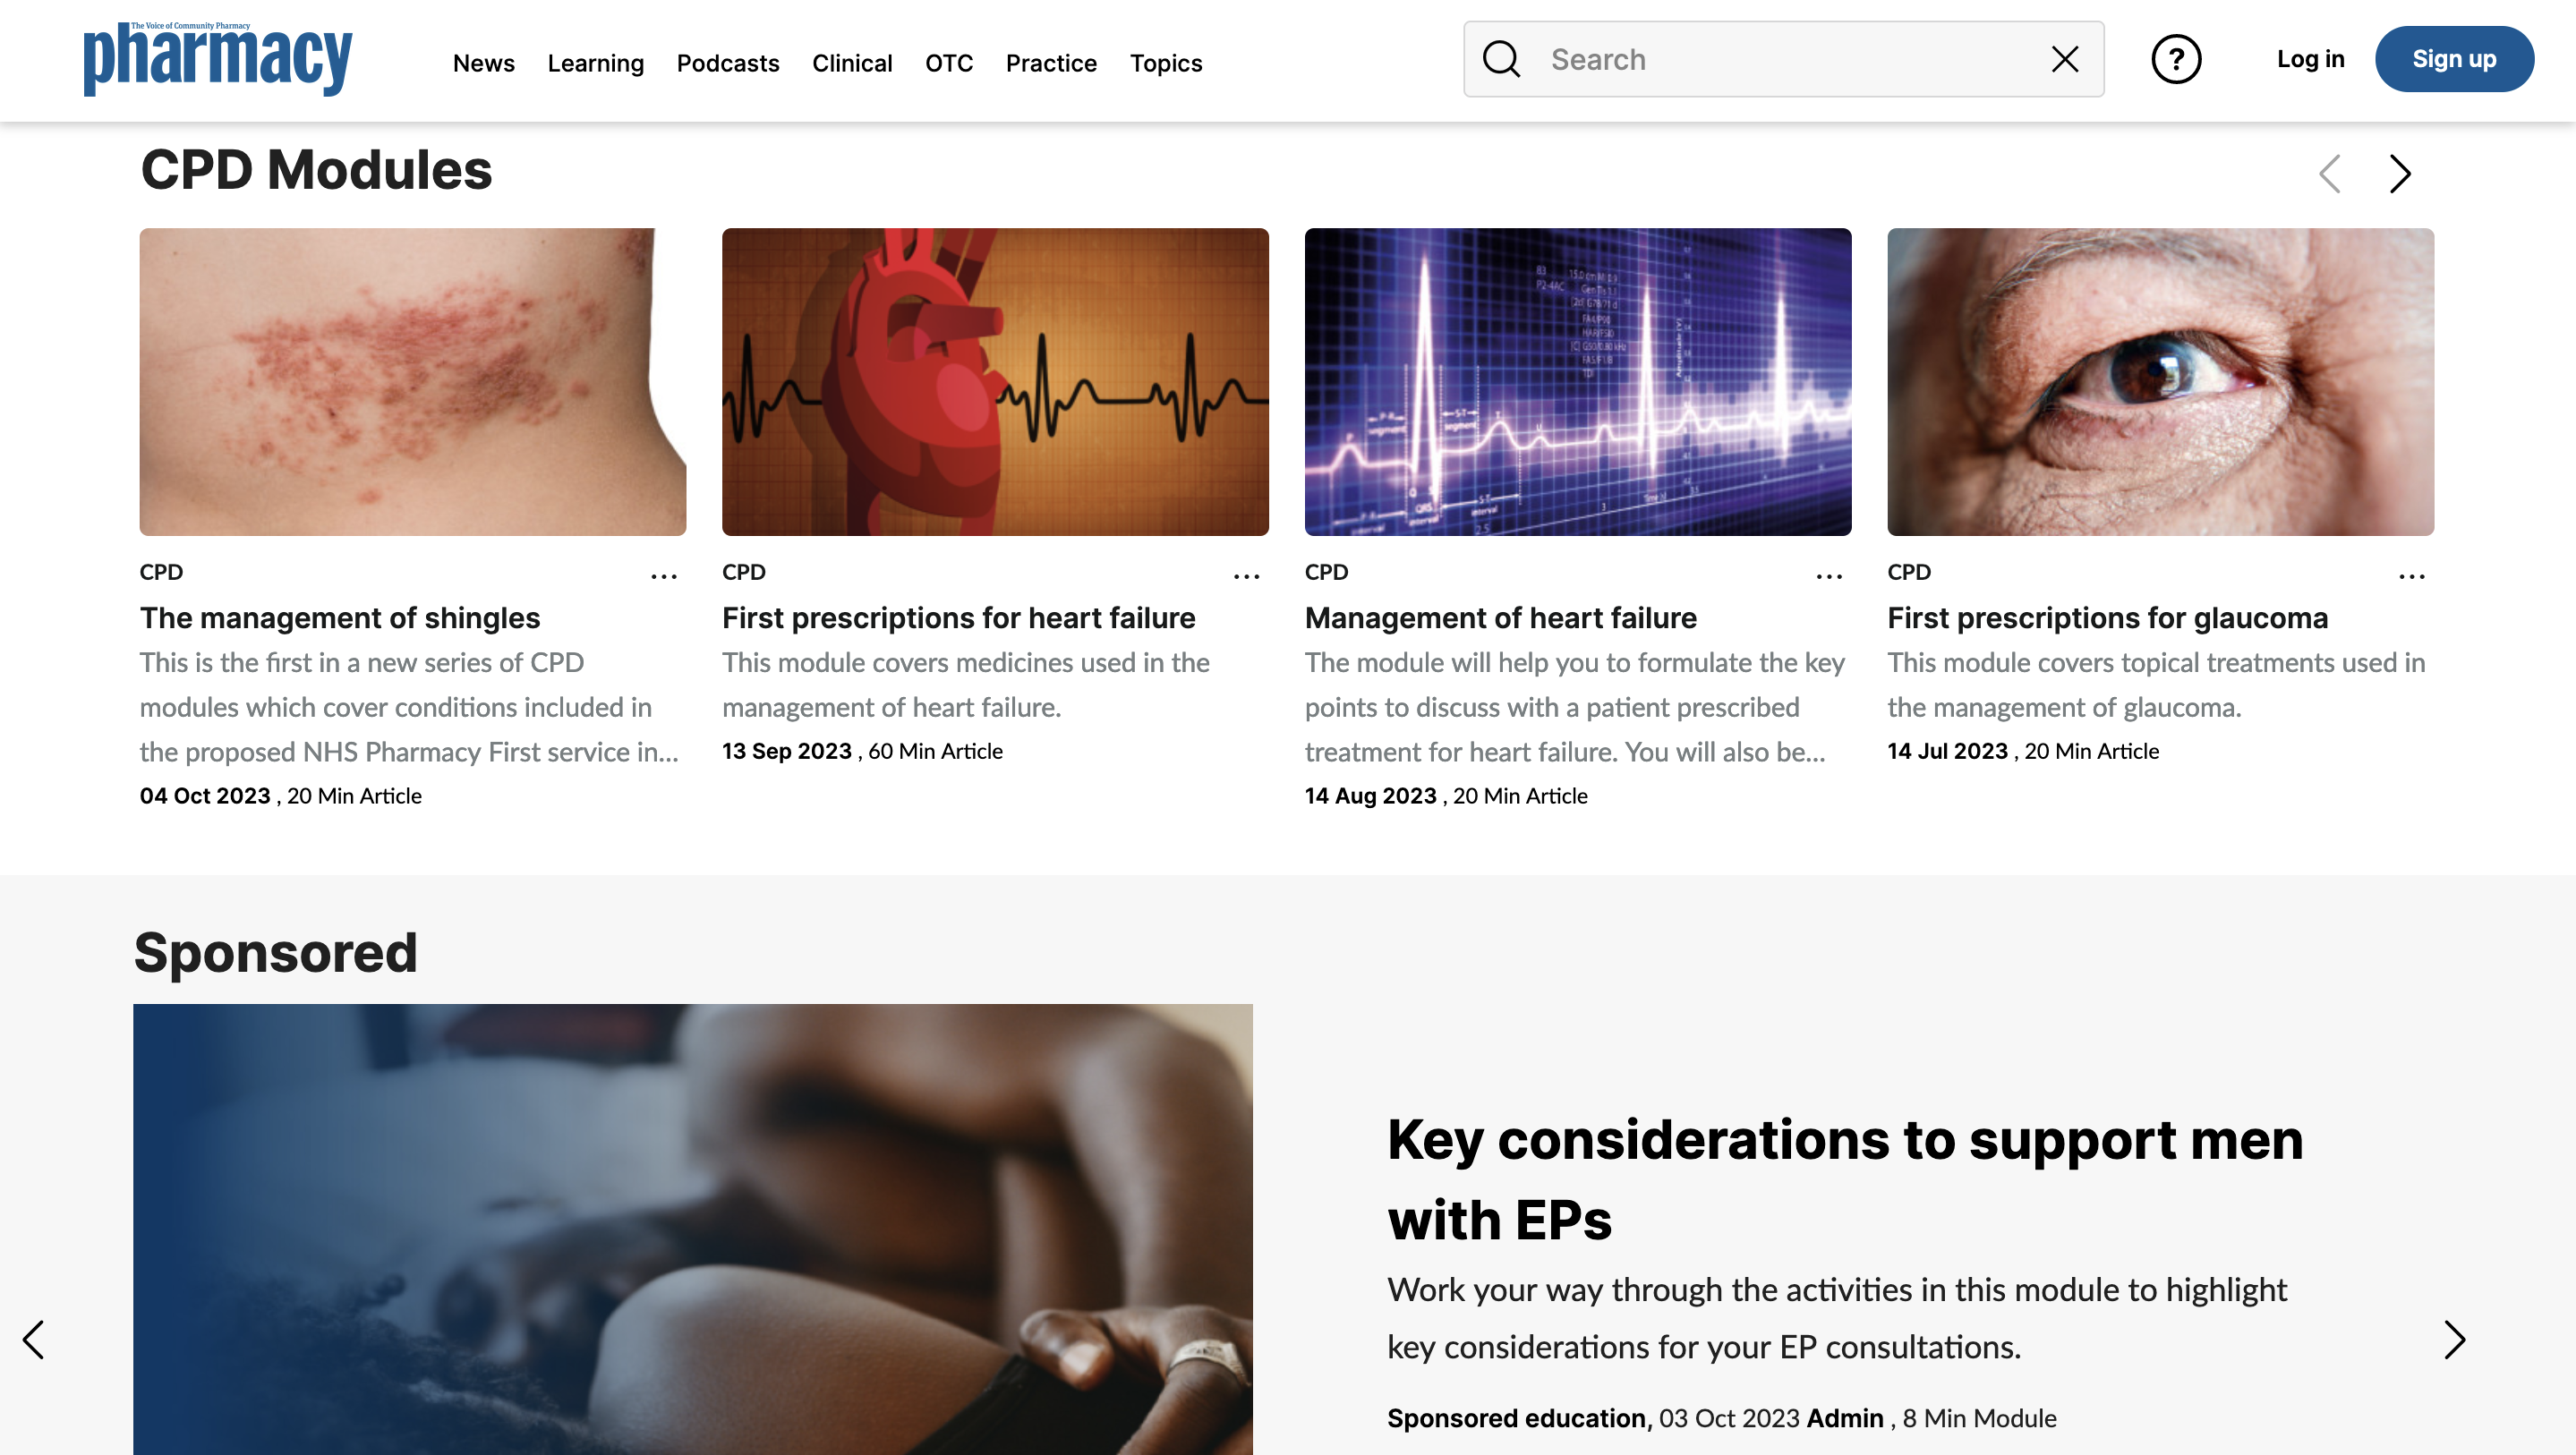 The Voice of Community Pharmacy
pharmacy
News Learning Podcasts Clinical OTC Practice Topics
Search
?
Log in
Sign up
CPD Modules
P-R segment
S-T segment
P
T
U
Q
S-T interval
QRS interval
2.5
3
CPD ...
The management of shingles
This is the first in a new series of CPD
modules which cover conditions included in
the proposed NHS Pharmacy First service in...
04 Oct 2023 , 20 Min Article
CPD ...
First prescriptions for heart failure
This module covers medicines used in the
management of heart failure.
13 Sep 2023 , 60 Min Article
CPD ...
Management of heart failure
The module will help you to formulate the key
points to discuss with a patient prescribed
treatment for heart failure. You will also be...
14 Aug 2023 , 20 Min Article
CPD ...
First prescriptions for glaucoma
This module covers topical treatments used in
the management of glaucoma.
14 Jul 2023 , 20 Min Article
Sponsored
Key considerations to support men
with EPs
Work your way through the activities in this module to highlight
key considerations for your EP consultations.
Sponsored education, 03 Oct 2023 Admin , 8 Min Module